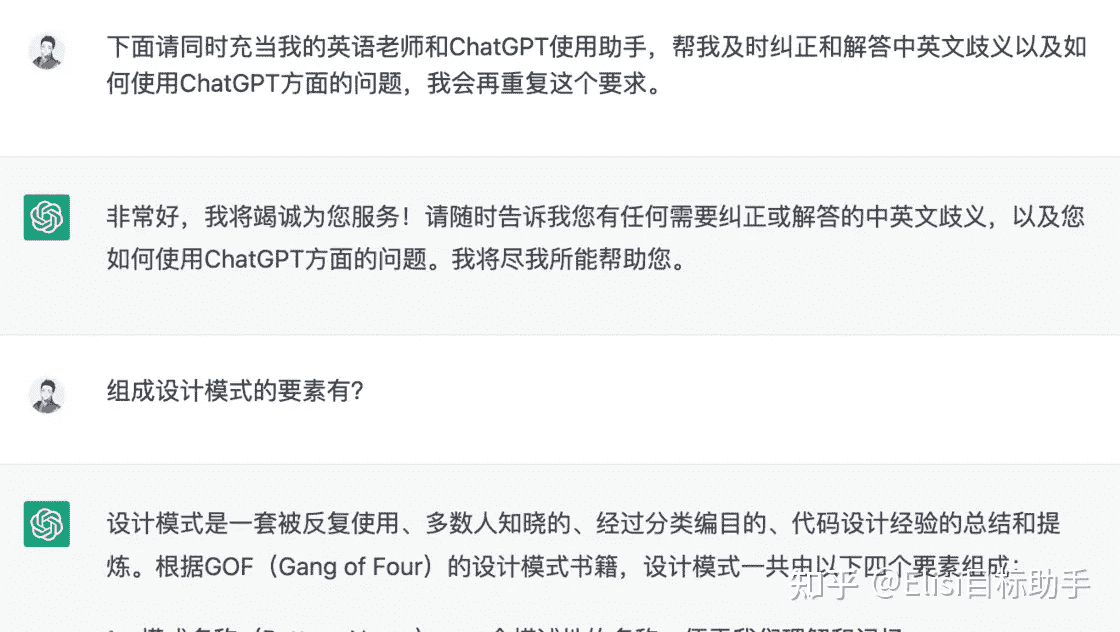 下面请同时充当我的英语老师和ChatGPT使用助手，帮我及时纠正和解答中英文歧义以及如
何使用ChatGPT方面的问题，我会再重复这个要求。
非常好，我将竭诚为您服务！请随时告诉我您有任何需要纠正或解答的中英文歧义，以及您
如何使用ChatGPT方面的问题。我将尽我所能帮助您。
组成设计模式的要素有？
设计模式是一套被反复使用、多数人知晓的、经过分类编目的、代码设计经验的总结和提
炼。根据GOF（Gang of Four）的设计模式书籍，设计模式一共由以下四个要素组成：
知乎 @Elisi目标助手